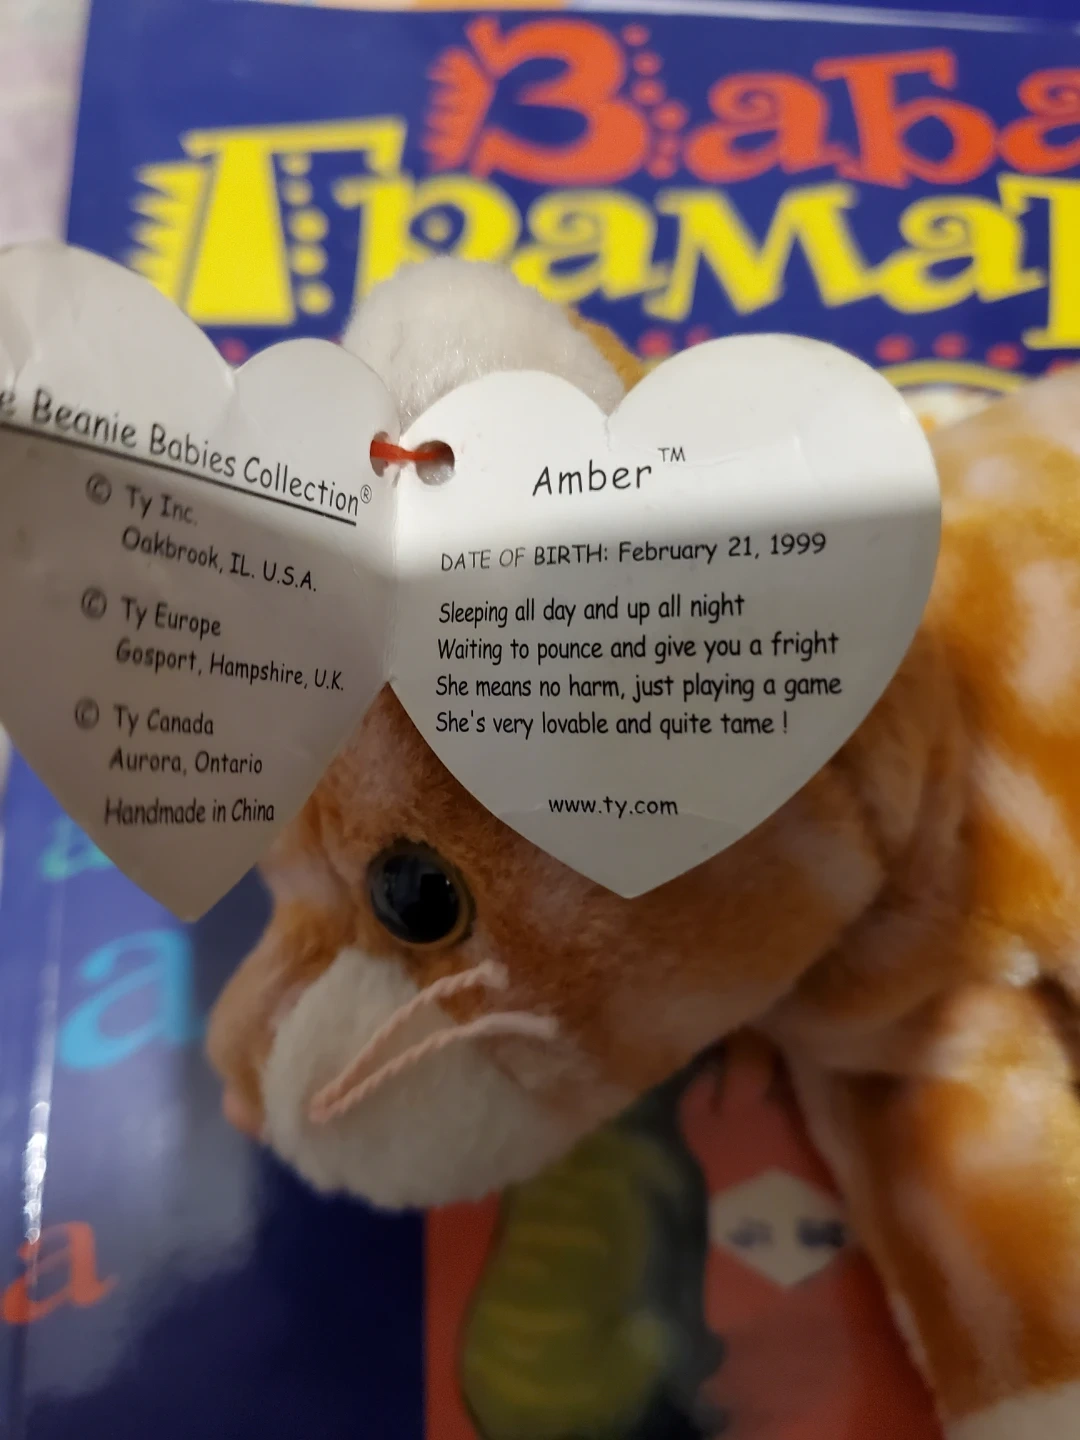 Заба
Грамат
e Beanie Babies Collection®
© Ty Inc.
Oakbrook, IL. U.S.A.
© Ty Europe
Gosport, Hampshire, U.K.
© Ty Canada
Aurora, Ontario
Handmade in China
Amber™
DATE OF BIRTH: February 21, 1999
Sleeping all day and up all night
Waiting to pounce and give you a fright
She means no harm, just playing a game
She's very lovable and quite tame !
www.ty.com
a
a